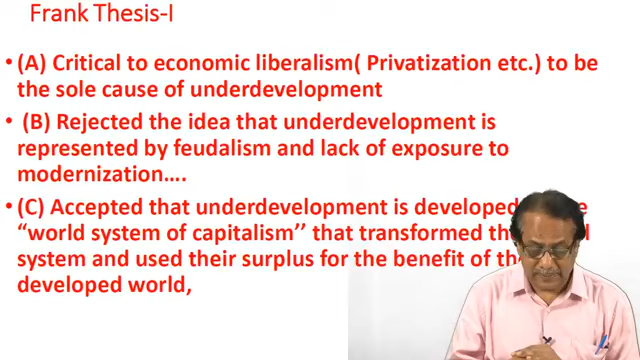 Frank Thesis-I
• (A) Critical to economic liberalism( Privatization etc.) to be
the sole cause of underdevelopment
• (B) Rejected the idea that underdevelopment is
represented by feudalism and lack of exposure to
modernization....
• (C) Accepted that underdevelopment is developed
“world system of capitalism’’ that transformed
system and used their surplus for the benefit of
developed world,